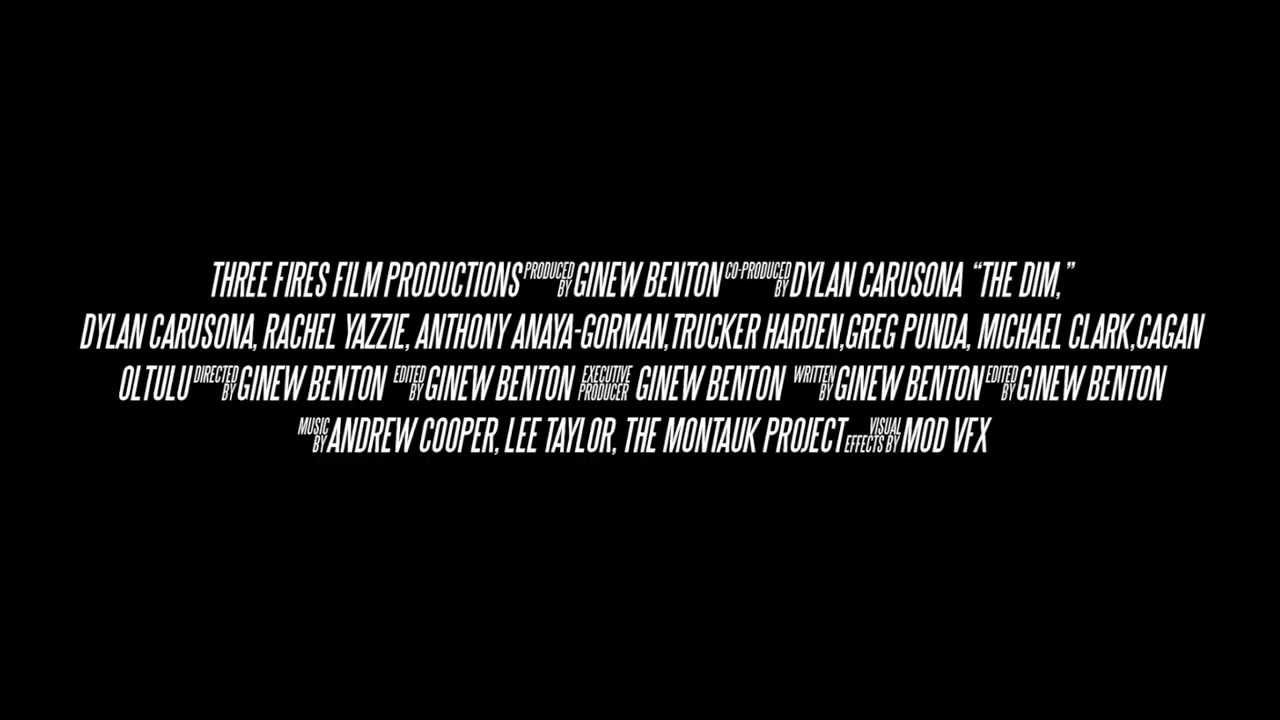 THREE FIRES FILM PRODUCTIONS PRODUCED BY GINEW BENTON CO-PRODUCED BY DYLAN CARUSONA “THE DIM,”
DYLAN CARUSONA, RACHEL YAZZIE, ANTHONY ANAYA-GORMAN,TRUCKER HARDEN,GREG PUNDA, MICHAEL CLARK,CAGAN
OLTULU DIRECTED BY GINEW BENTON EDITED BY GINEW BENTON EXECUTIVE PRODUCER GINEW BENTON WRITTEN BY GINEW BENTON EDITED BY GINEW BENTON
MUSIC BY ANDREW COOPER, LEE TAYLOR, THE MONTAUK PROJECT VISUAL EFFECTS BY MOD VFX